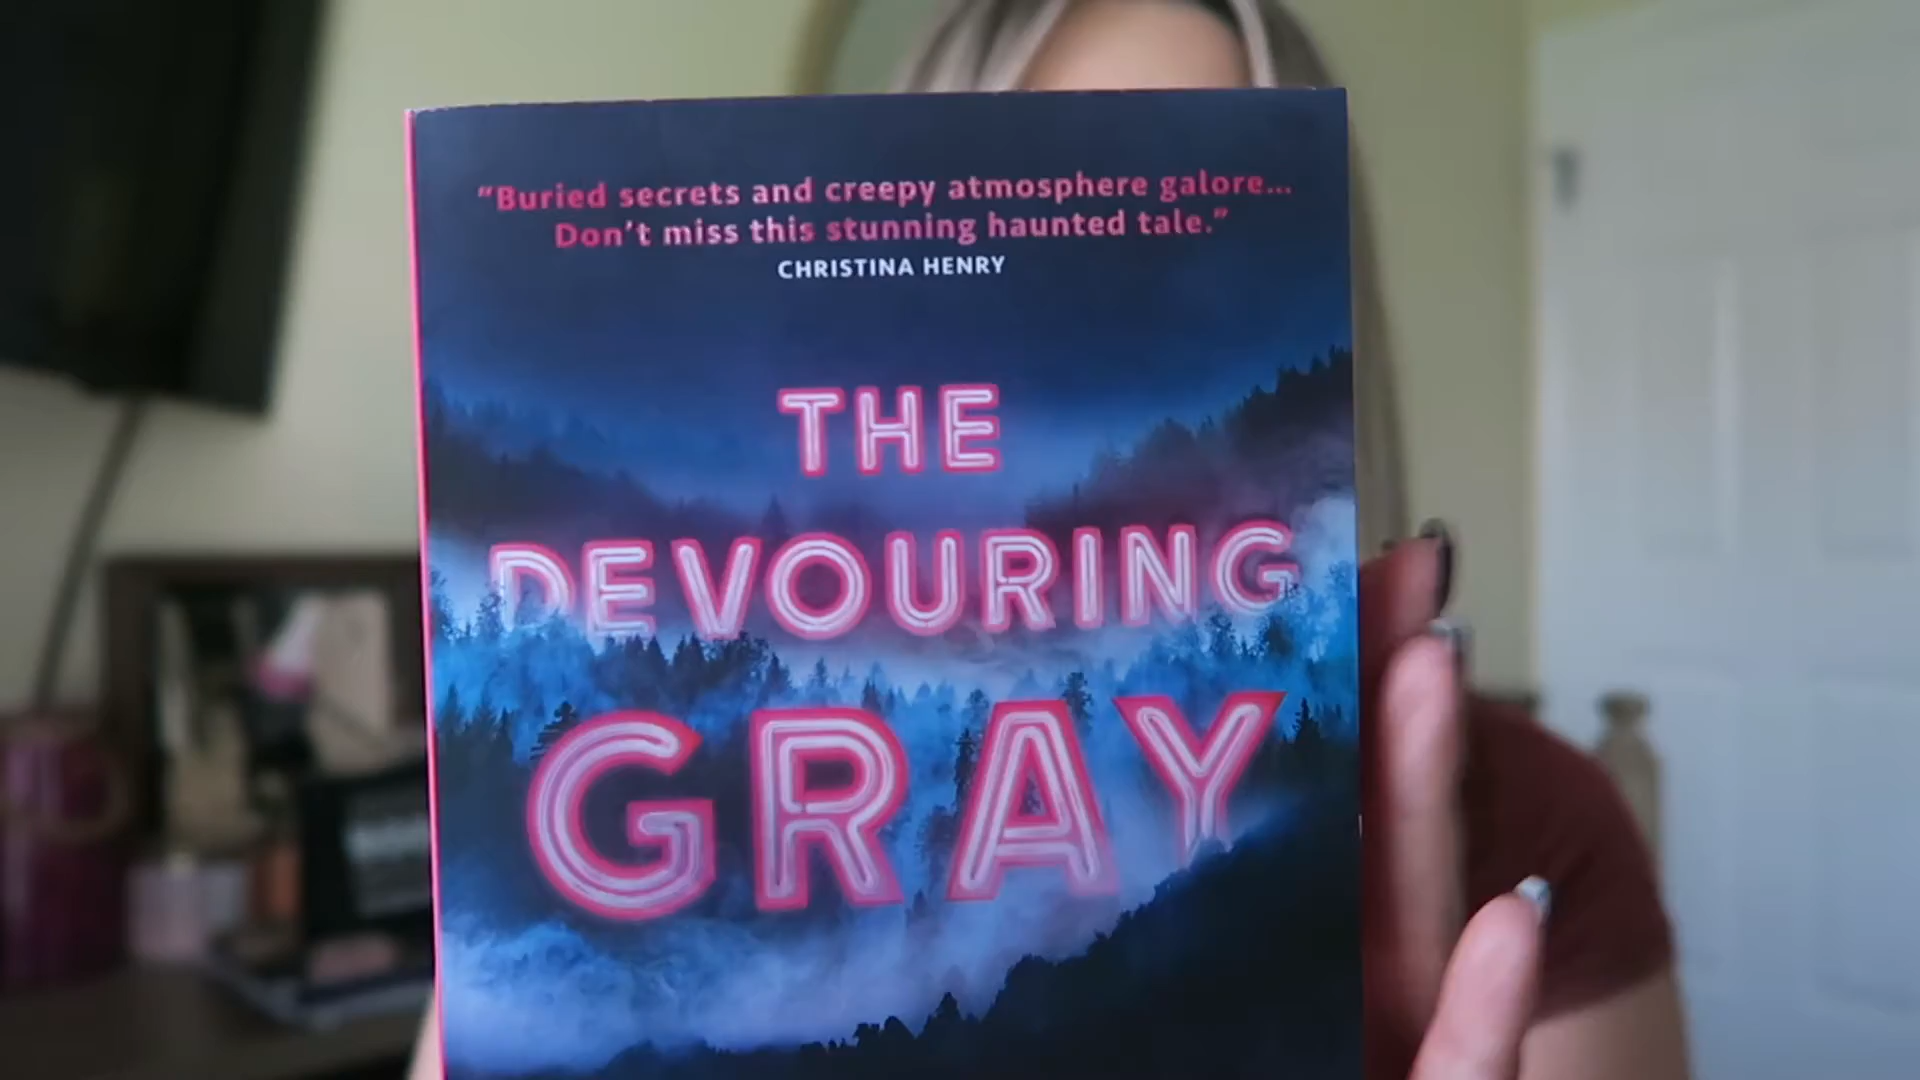 “Buried secrets and creepy atmosphere galore...
Don’t miss this stunning haunted tale.”
CHRISTINA HENRY
THE
DEVOURING
GRAY